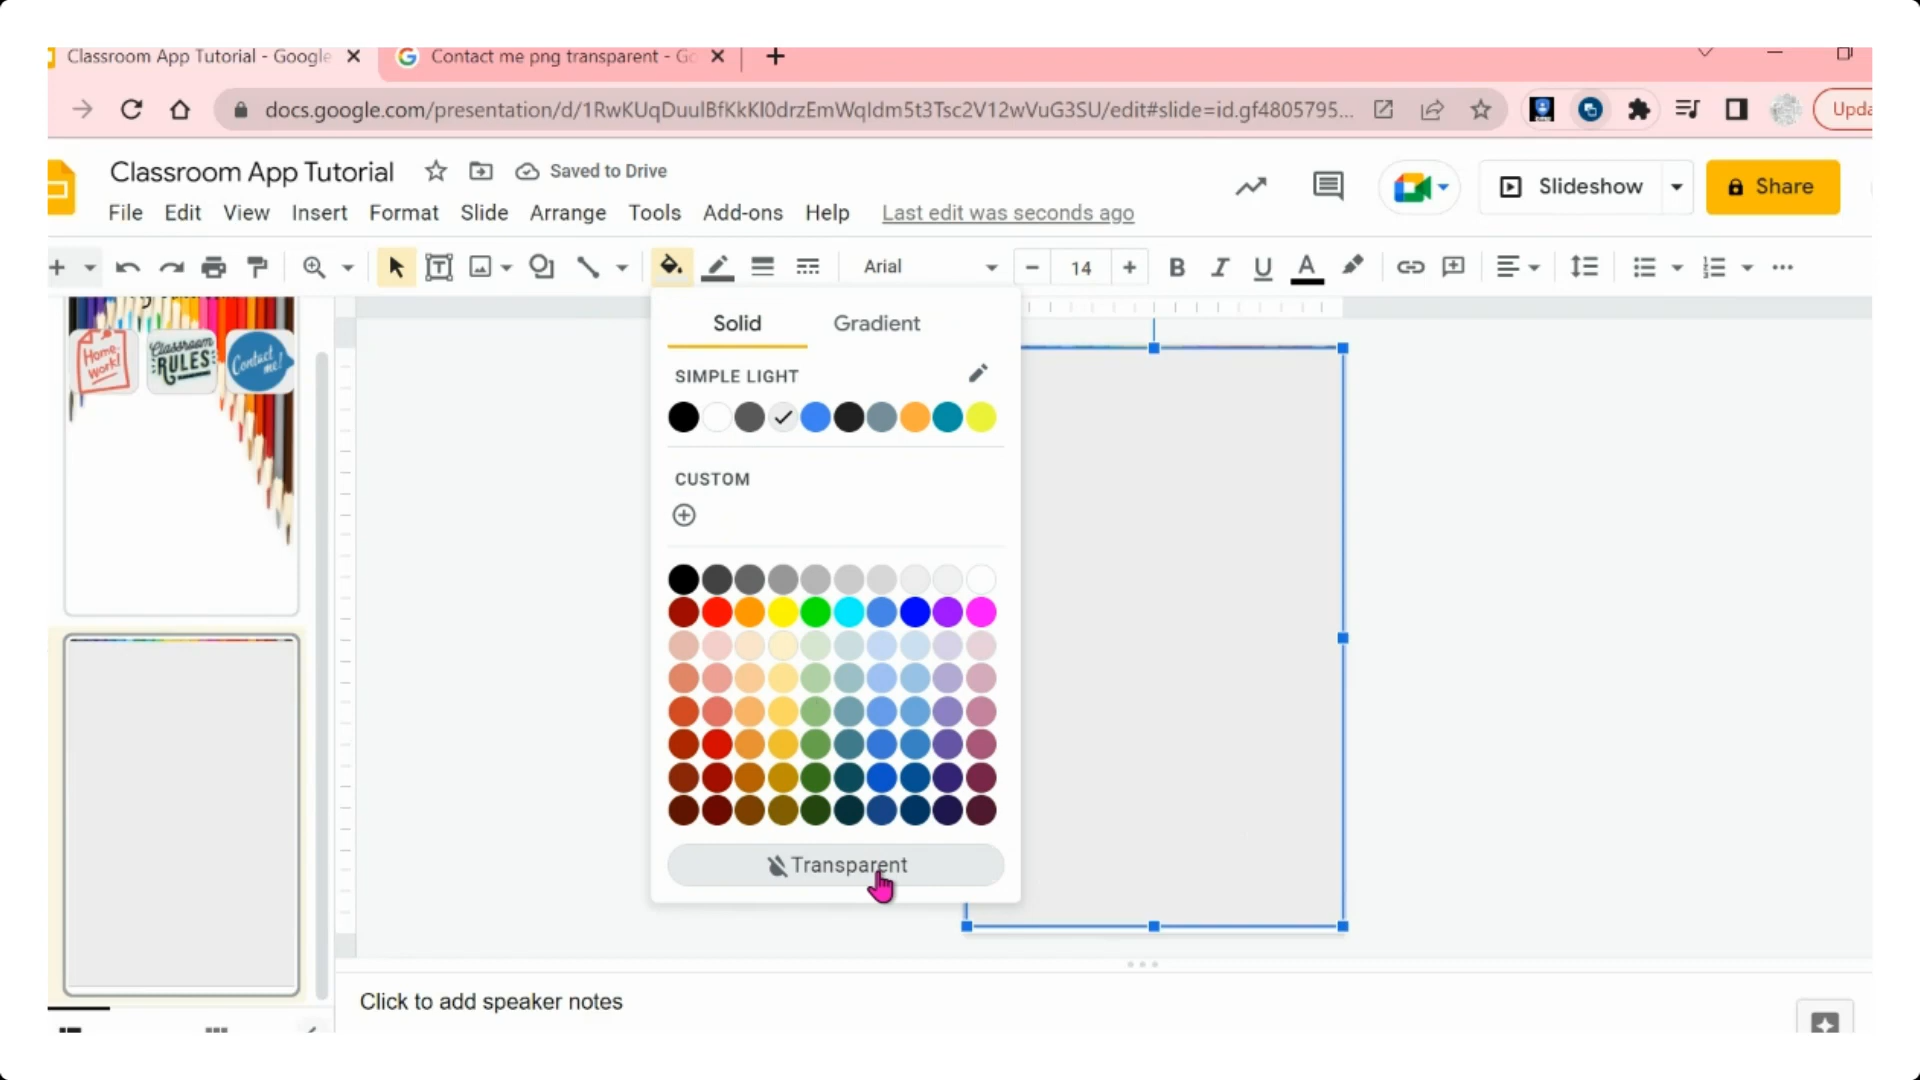 Classroom App Tutorial - Google
Contact me png transparent - Go
docs.google.com/presentation/d/1RwKUqDuulBfKkKl0drzEmWqIdm5t3Tsc2V12wVuG3SU/edit#slide=id.gf4805795...
Upda
Classroom App Tutorial
Saved to Drive
File Edit View Insert Format Slide Arrange Tools Add-ons Help Last edit was seconds ago
Slideshow
Share
Arial
14
B I U A
Home-
Work!
Classroom
RULES
Contact
me!
Solid
Gradient
SIMPLE LIGHT
CUSTOM
Transparent
Click to add speaker notes